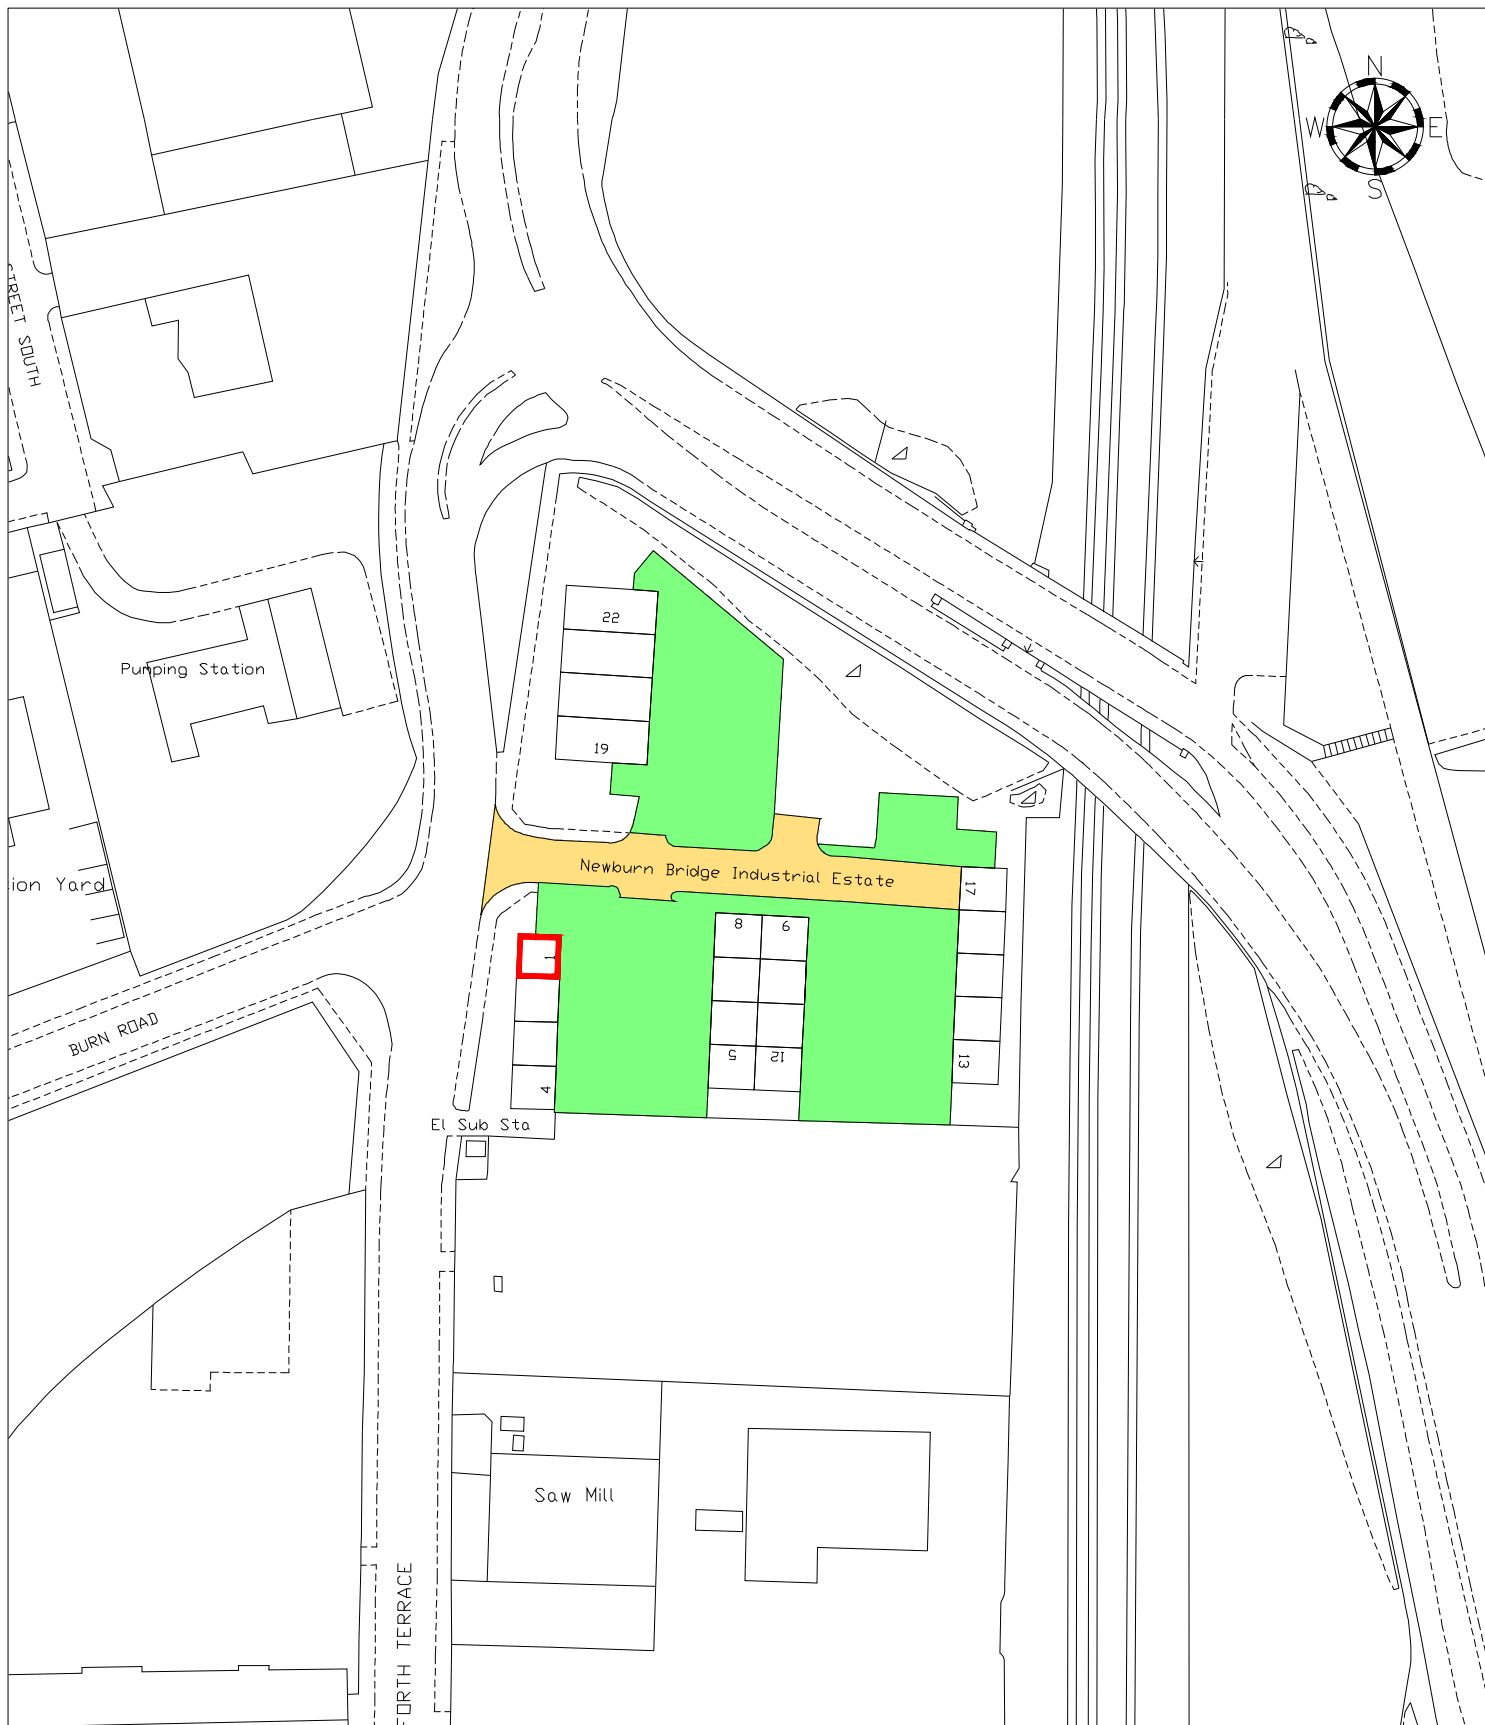 N
W E
S
STREET SOUTH
22
Pumping Station
19
Newburn Bridge Industrial Estate
17
ion Yard
8 9
1
BURN ROAD
5 12
13
4
El Sub Sta
Saw Mill
FORTH TERRACE